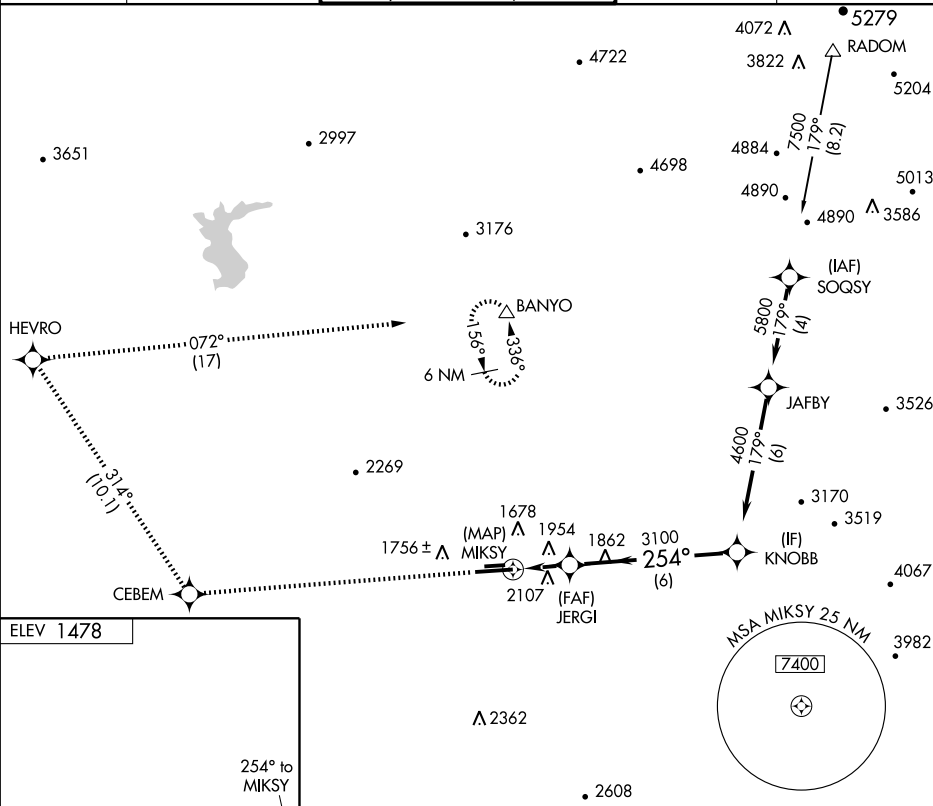 5279
4072
RADOM
3822
4722
5204
7500
179°
(8.2)
2997
4884
3651
4698
5013
4890
4890
3586
3176
(IAF)
SOQSY
BANYO
5800
179°
(4)
HEVRO
072°
(17)
156°
336°
6 NM
JAFBY
3526
4600
179°
(6)
2269
314°
(10.1)
3170
1678
3519
(MAP)
MIKSY
1954
1862
3100
254°
(6)
(IF)
KNOBB
1756 ±
CEBEM
2107
(FAF)
JERGI
4067
ELEV 1478
MSA MIKSY 25 NM
3982
7400
2362
254° to
MIKSY
2608